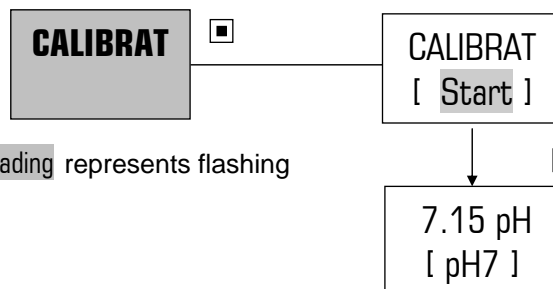 CALIBRAT
CALIBRAT
[ Start ]
ading represents flashing
7.15 pH
[ pH7 ]